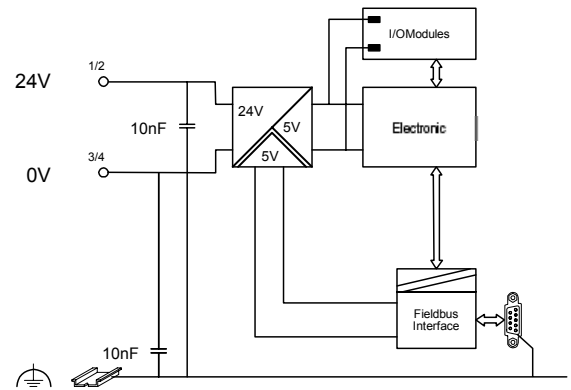 I/OModules
1/2
24V
24V
10nF
5V
Electronic
5V
3/4
0V
Fieldbus
Interface
10nF